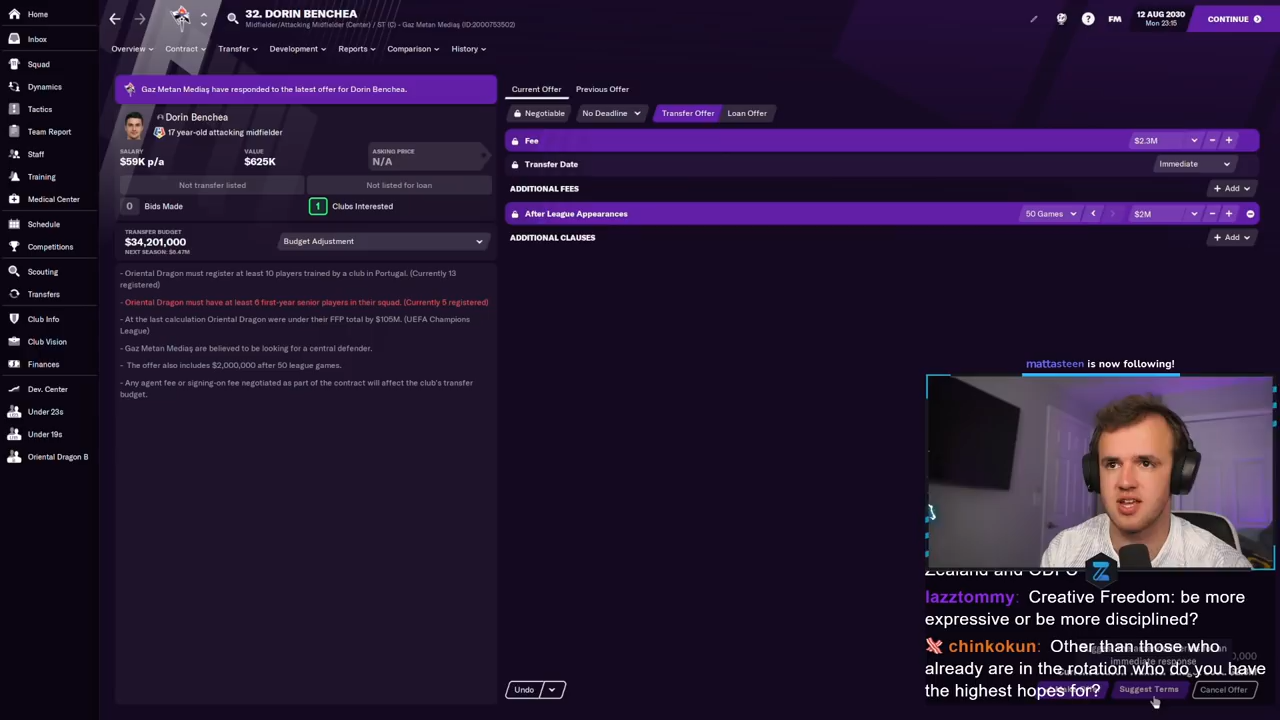 Home
Inbox
Squad
Dynamics
Tactics
Team Report
Staff
Training
Medical Center
Schedule
Competitions
Scouting
Transfers
Club Info
Club Vision
Finances
Dev. Center
Under 23s
Under 19s
Oriental Dragon B
32. DORIN BENCHEA
Midfielder/Attacking Midfielder (Center) / ST (C) - Gaz Metan Mediaș (ID:2000753502)
FM
12 AUG 2030
Mon 23:15
CONTINUE
Overview
Contract
Transfer
Development
Reports
Comparison
History
Gaz Metan Mediaș have responded to the latest offer for Dorin Benchea.
Dorin Benchea
17 year-old attacking midfielder
SALARY
$59K p/a
VALUE
$625K
ASKING PRICE
N/A
Not transfer listed
Not listed for loan
0 Bids Made
1 Clubs Interested
TRANSFER BUDGET
$34,201,000
NEXT SEASON: $6.47M
Budget Adjustment
- Oriental Dragon must register at least 10 players trained by a club in Portugal. (Currently 13
registered)
- Oriental Dragon must have at least 6 first-year senior players in their squad. (Currently 5 registered)
- At the last calculation Oriental Dragon were under their FFP total by $105M. (UEFA Champions
League)
- Gaz Metan Mediaș are believed to be looking for a central defender.
- The offer also includes $2,000,000 after 50 league games.
- Any agent fee or signing-on fee negotiated as part of the contract will affect the club's transfer
budget.
Current Offer
Previous Offer
Negotiable
No Deadline
Transfer Offer
Loan Offer
Fee
$2.3M
Transfer Date
Immediate
ADDITIONAL FEES
Add
After League Appearances
50 Games
$2M
ADDITIONAL CLAUSES
Add
mattasteen is now following!
lazztommy: Creative Freedom: be more
expressive or be more disciplined?
chinkokun: Other than those who
already are in the rotation who do you have
the highest hopes for?
immediate response
Undo
Suggest Terms
Cancel Offer